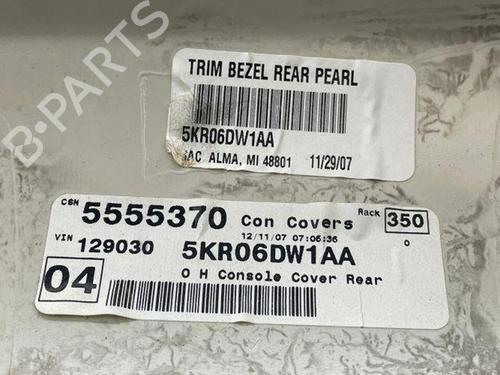 B-PARTS
TRIM BEZEL REAR PEARL
5KR06DW1AA
ALMA, MI 48801 11/29/07
CSN 5555370 Con Covers Rack 350
12/11/07 07:06:36 0
VIN 129030 5KR06DW1AA
04 O H Console Cover Rear